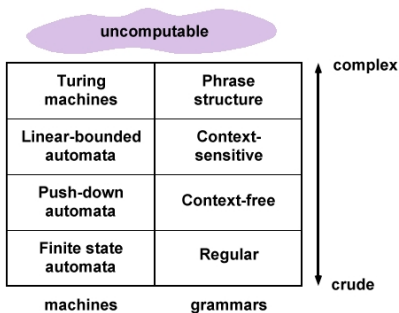 uncomputable
complex
Turing
machines
Phrase
structure
Linear-bounded
automata
Context-
sensitive
Push-down
automata
Context-free
Finite state
automata
Regular
crude
machines
grammars